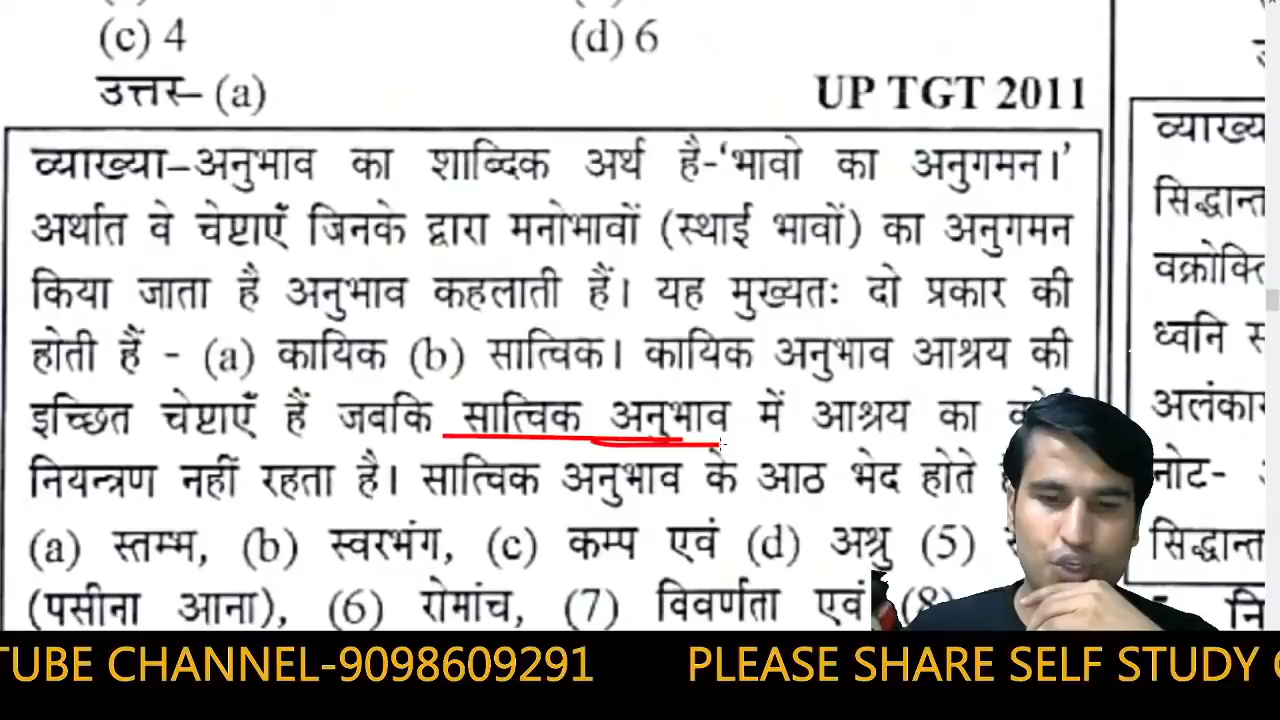 (c) 4
(d) 6
उत्तर– (a)
UP TGT 2011
व्याख्या–अनुभाव का शाब्दिक अर्थ है-'भावो का अनुगमन।'
अर्थात वे चेष्टाएँ जिनके द्वारा मनोभावों (स्थाई भावों) का अनुगमन
किया जाता है अनुभाव कहलाती हैं। यह मुख्यतः दो प्रकार की
होती हैं - (a) कायिक (b) सात्विक। कायिक अनुभाव आश्रय की
इच्छित चेष्टाएँ हैं जवकि सात्विक अनुभाव में आश्रय का
नियन्त्रण नहीं रहता है। सात्विक अनुभाव के आठ भेद होते
(a) स्तम्भ, (b) स्वरभंग, (c) कम्प एवं (d) अश्रु (5)
(पसीना आना), (6) रोमांच, (7) विवर्णता एवं (8)
व्याख्य
सिद्धान्त
वक्रोक्ति
ध्वनि
अलंकार
नोट-
सिद्धान्त
TUBE CHANNEL-9098609291 PLEASE SHARE SELF STUDY